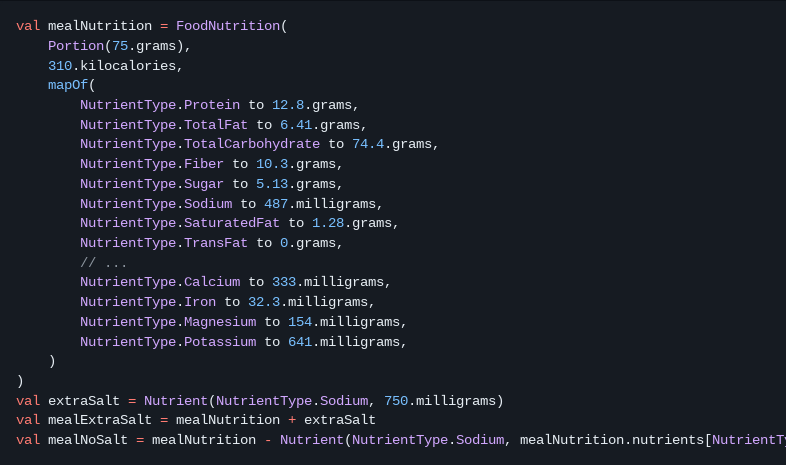 val mealNutrition = FoodNutrition(
    Portion(75.grams),
    310.kilocalories,
    mapOf(
        NutrientType.Protein to 12.8.grams,
        NutrientType.TotalFat to 6.41.grams,
        NutrientType.TotalCarbohydrate to 74.4.grams,
        NutrientType.Fiber to 10.3.grams,
        NutrientType.Sugar to 5.13.grams,
        NutrientType.Sodium to 487.milligrams,
        NutrientType.SaturatedFat to 1.28.grams,
        NutrientType.TransFat to 0.grams,
        // ...
        NutrientType.Calcium to 333.milligrams,
        NutrientType.Iron to 32.3.milligrams,
        NutrientType.Magnesium to 154.milligrams,
        NutrientType.Potassium to 641.milligrams,
    )
)
val extraSalt = Nutrient(NutrientType.Sodium, 750.milligrams)
val mealExtraSalt = mealNutrition + extraSalt
val mealNoSalt = mealNutrition - Nutrient(NutrientType.Sodium, mealNutrition.nutrients[